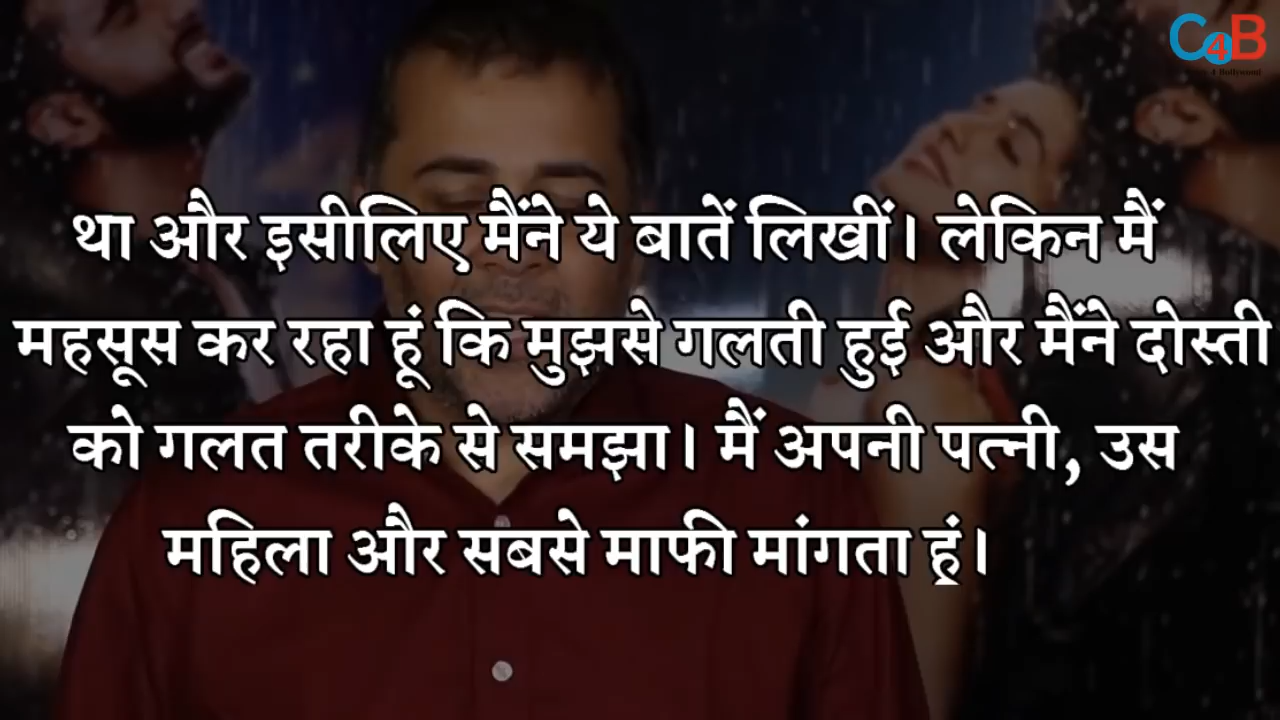 C4B
था और इसीलिए मैंने ये बातें लिखीं। लेकिन मैं
महसूस कर रहा हूं कि मुझसे गलती हुई और मैंने दोस्ती
को गलत तरीके से समझा। मैं अपनी पत्नी, उस
महिला और सबसे माफी मांगता हूं।